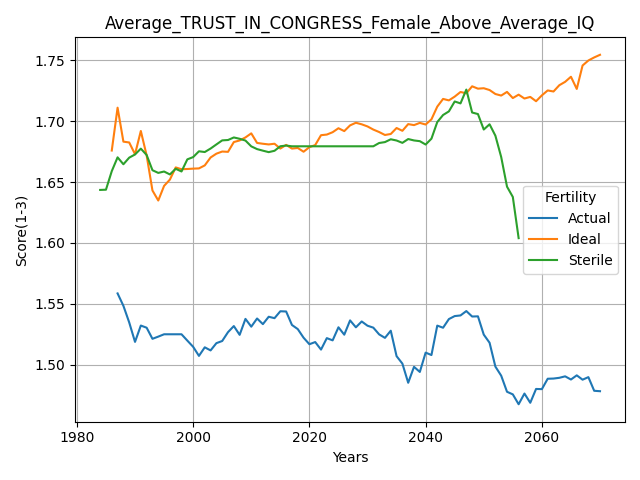 Average_TRUST_IN_CONGRESS_Female_Above_Average_IQ
Score(1-3)
1.75
1.70
1.65
1.60
1.55
1.50
Fertility
Actual
Ideal
Sterile
1980
2000
2020
2040
2060
Years